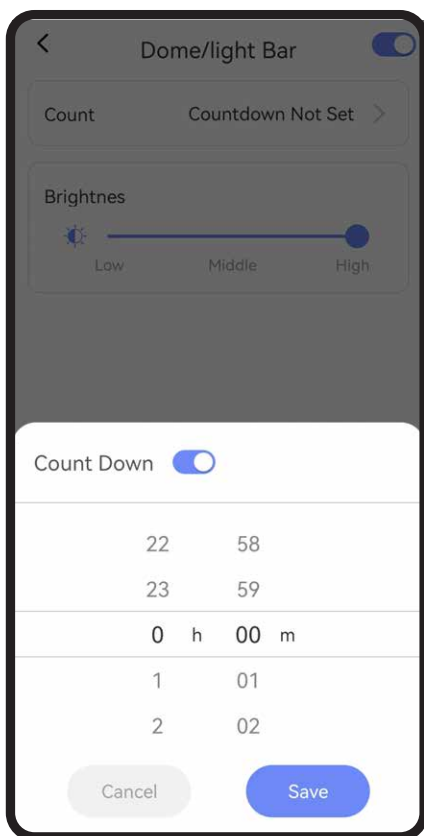 Dome/light Bar
Count Countdown Not Set
Brightnes
Low Middle High
Count Down
22 58
23 59
0 h 00 m
1 01
2 02
Cancel Save